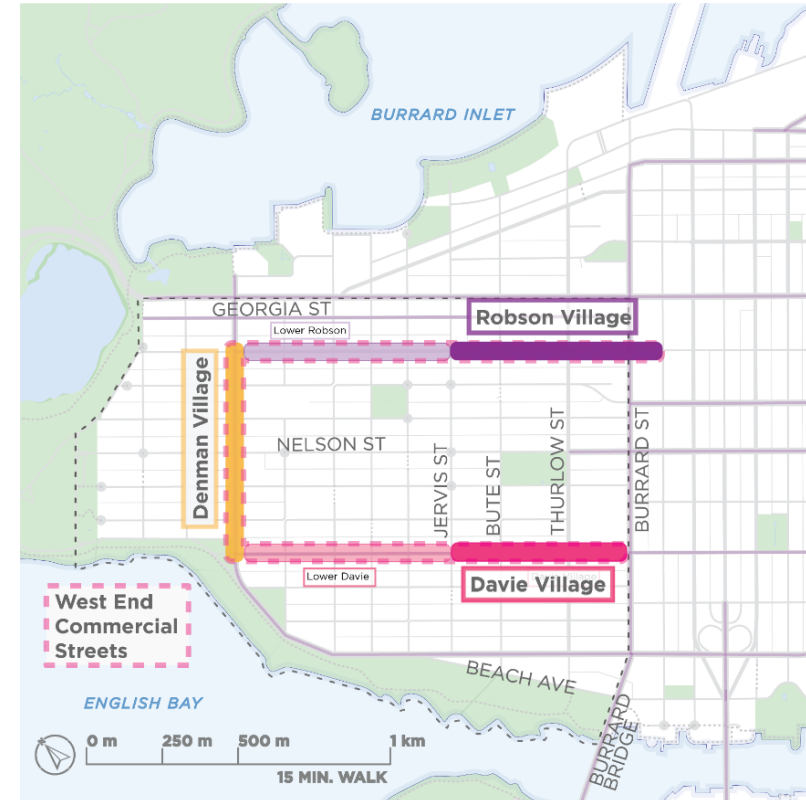 BURRARD INLET
GEORGIA ST
Robson Village
Lower Robson
Denman Village
NELSON ST
JERVIS ST
BUTE ST
THURLOW ST
BURRARD ST
Lower Davie
Davie Village
West End
Commercial
Streets
BEACH AVE
ENGLISH BAY
BURRARD
BRIDGE
0 m
250 m
500 m
1 km
15 MIN. WALK